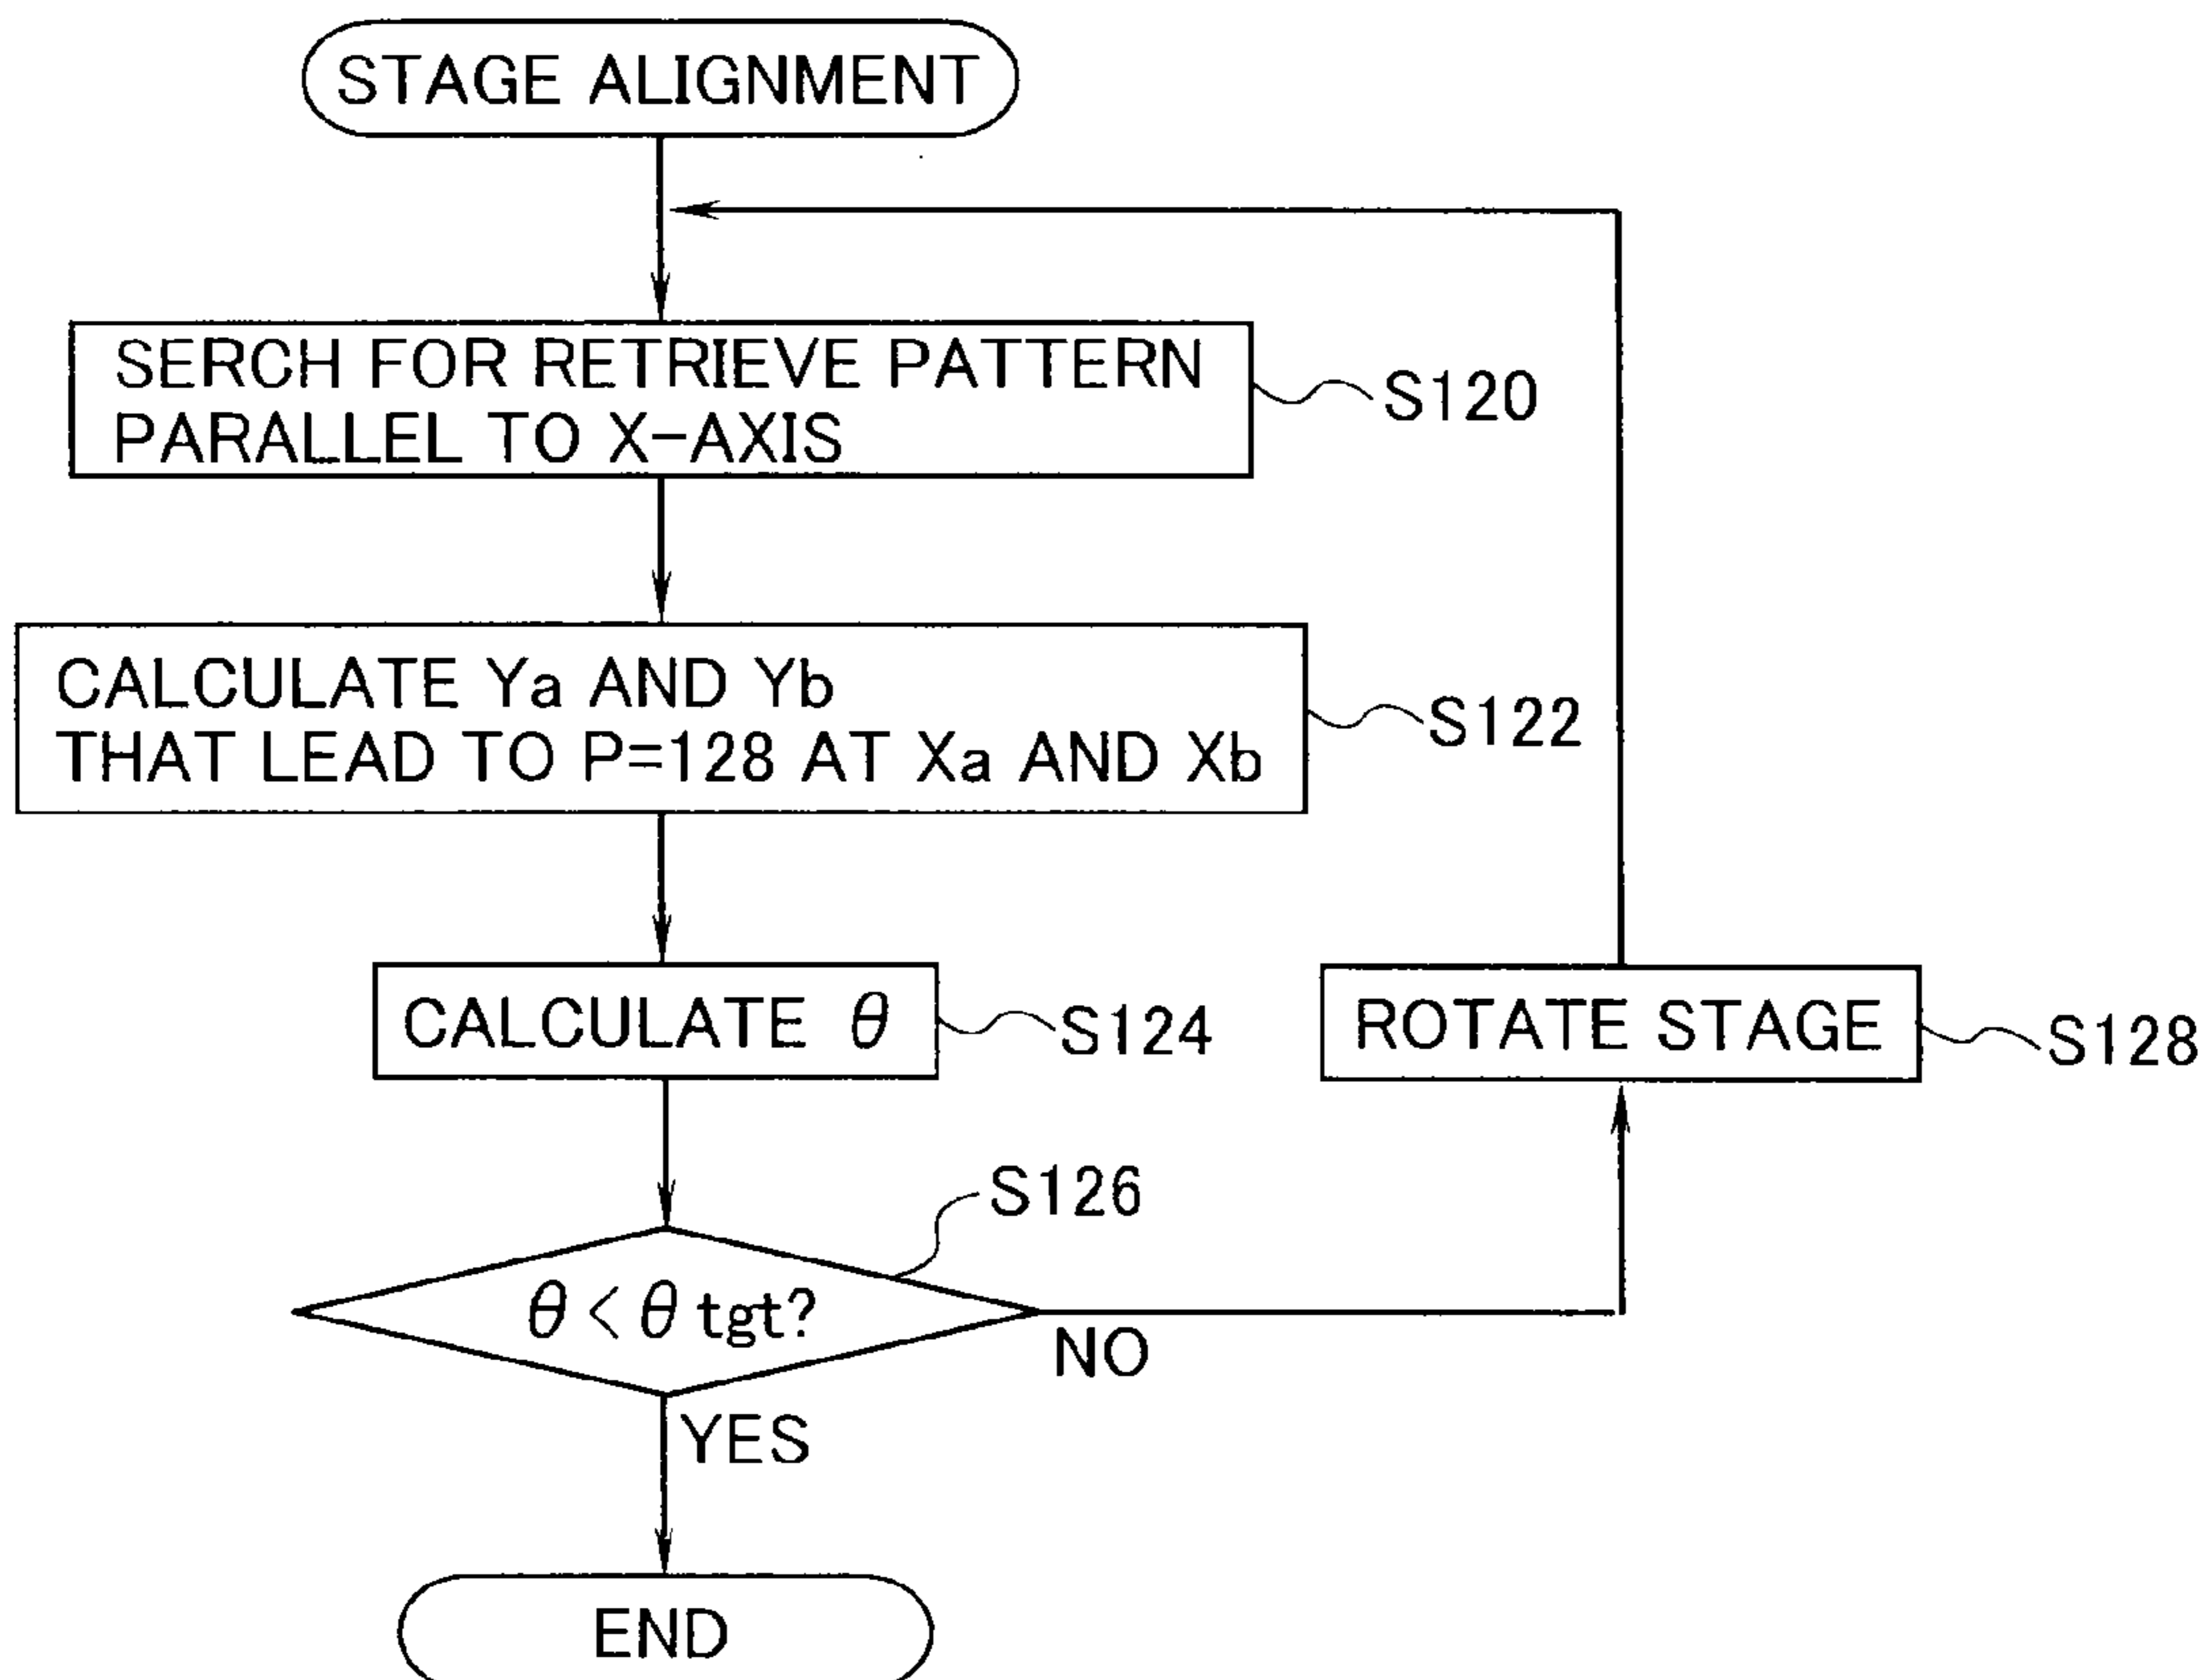 STAGE ALIGNMENT
SERCH FOR RETRIEVE PATTERN
PARALLEL TO X-AXIS
S120
CALCULATE Ya AND Yb
THAT LEAD TO P=128 AT Xa AND Xb
S122
CALCULATE θ
S124
ROTATE STAGE
S128
S126
θ < θ tgt?
NO
YES
END